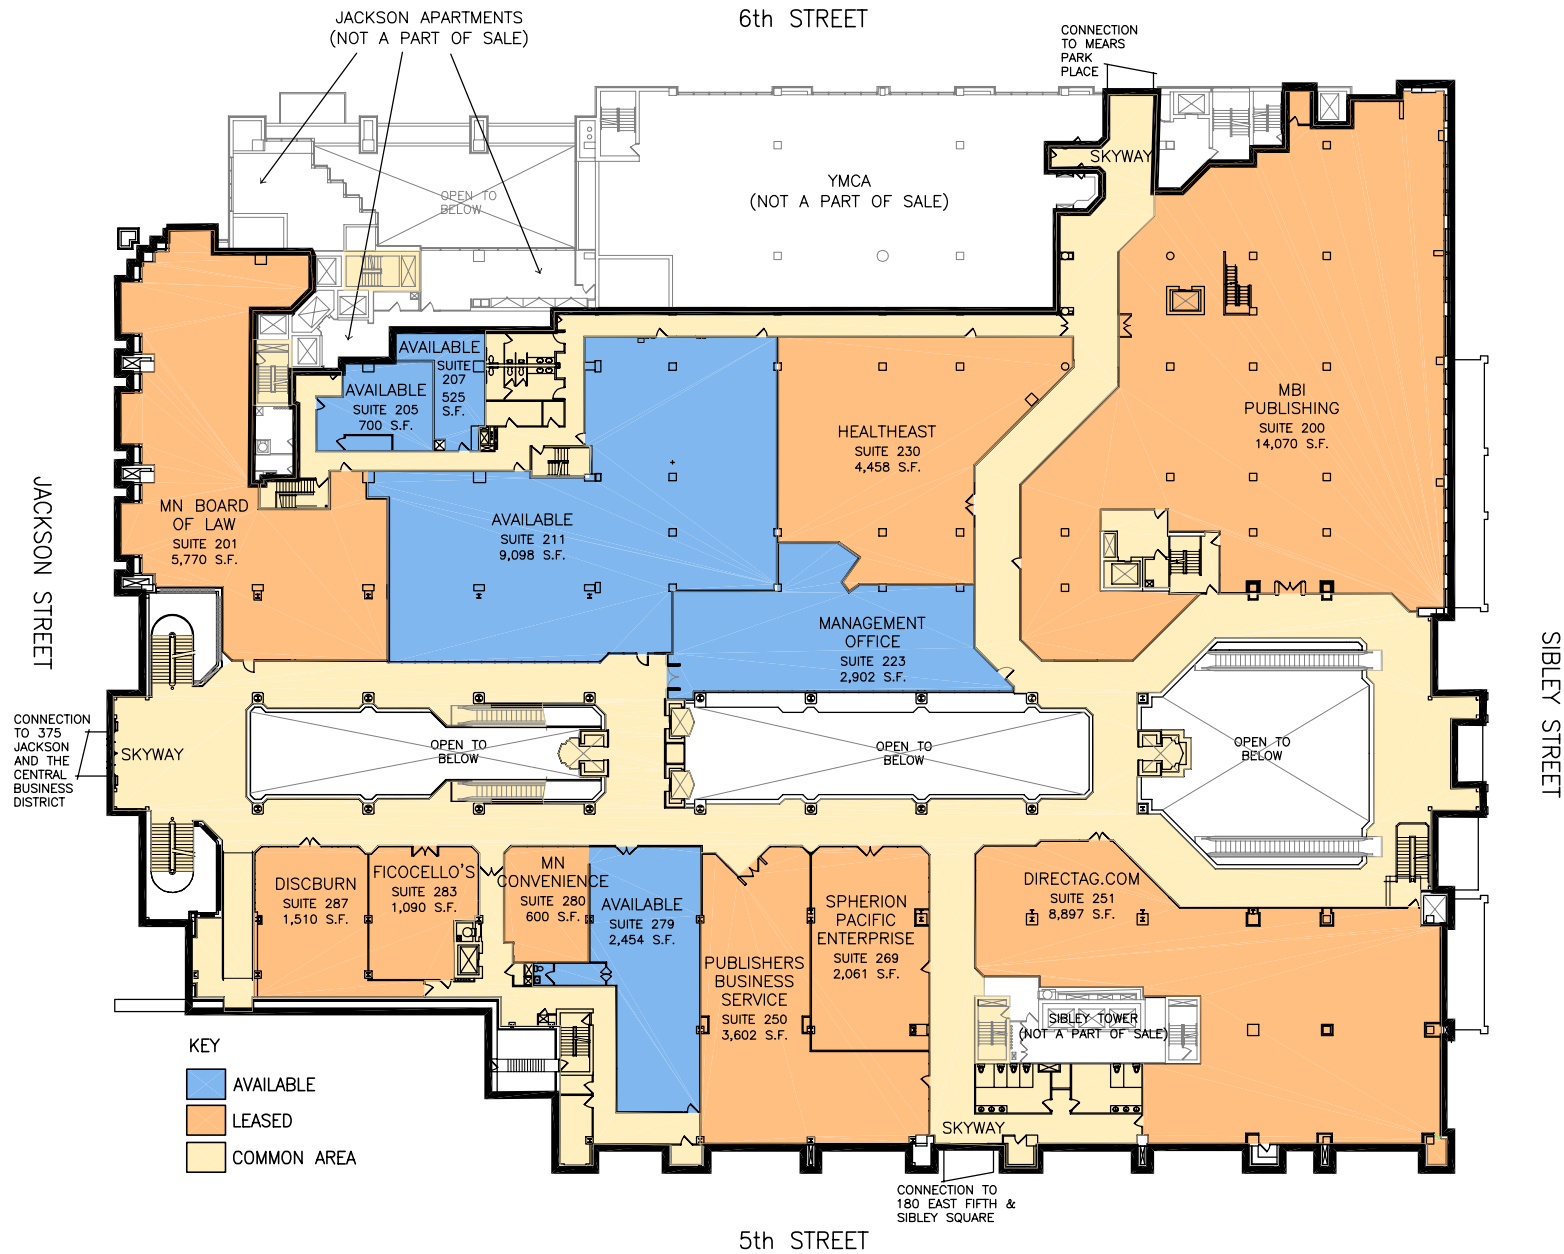 JACKSON APARTMENTS
(NOT A PART OF SALE)
6th STREET
CONNECTION
TO MEARS
PARK
PLACE
SKYWAY
YMCA
(NOT A PART OF SALE)
OPEN TO
BELOW
AVAILABLE
SUITE
207
525
S.F.
AVAILABLE
SUITE 205
700 S.F.
MBI
PUBLISHING
SUITE 200
14,070 S.F.
HEALTHEAST
SUITE 230
4,458 S.F.
MN BOARD
OF LAW
SUITE 201
5,770 S.F.
AVAILABLE
SUITE 211
9,098 S.F.
JACKSON STREET
MANAGEMENT
OFFICE
SUITE 223
2,902 S.F.
SIBLEY STREET
CONNECTION
TO 375
JACKSON
AND THE
CENTRAL
BUSINESS
DISTRICT
SKYWAY
OPEN TO
BELOW
OPEN TO
BELOW
OPEN TO
BELOW
DISCBURN
SUITE 287
1,510 S.F.
FICOCELLO'S
SUITE 283
1,090 S.F.
MN
CONVENIENCE
SUITE 280
600 S.F.
AVAILABLE
SUITE 279
2,454 S.F.
PUBLISHERS
BUSINESS
SERVICE
SUITE 250
3,602 S.F.
SPHERION
PACIFIC
ENTERPRISE
SUITE 269
2,061 S.F.
DIRECTAG.COM
SUITE 251
8,897 S.F.
SIBLEY TOWER
(NOT A PART OF SALE)
KEY
AVAILABLE
LEASED
COMMON AREA
SKYWAY
CONNECTION TO
180 EAST FIFTH &
SIBLEY SQUARE
5th STREET